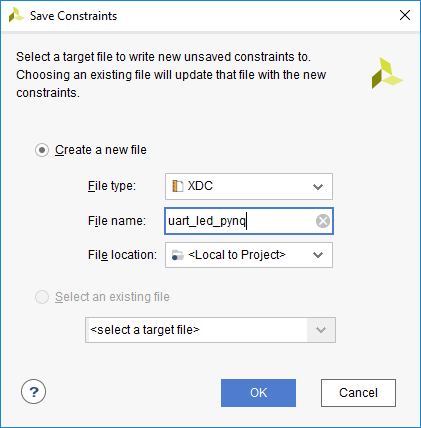 Save Constraints
Select a target file to write new unsaved constraints to.
Choosing an existing file will update that file with the new
constraints.
Create a new file
File type: XDC
File name: uart_led_pynq
File location: <Local to Project>
Select an existing file
<select a target file>
? OK Cancel